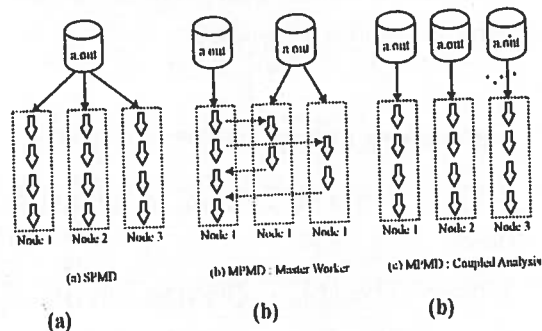 a.out a.out a.out a.out a.out a.out
Node 1 Node 2 Node 3 Node 1 Node 1 Node 1 Node 1 Node 2 Node 3
(a) SPMD (b) MPMD : Master Worker (c) MPMD : Coupled Analysis
(a) (b) (b)